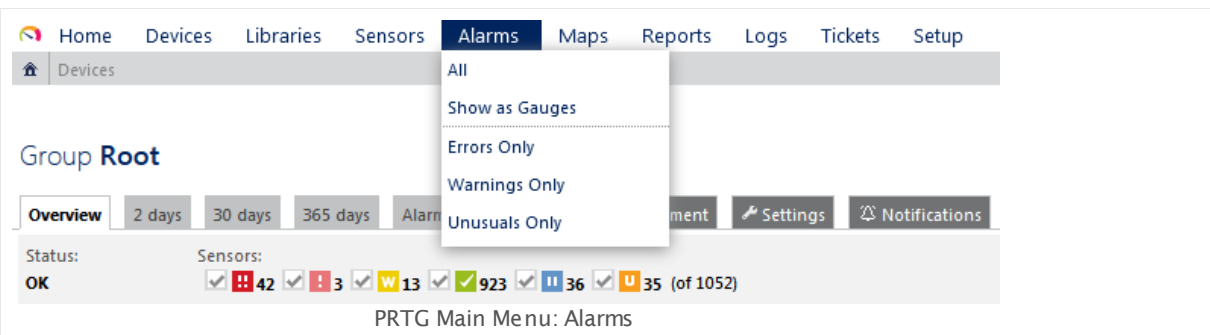 Home Devices Libraries Sensors Alarms Maps Reports Logs Tickets Setup
Devices
All
Show as Gauges
Errors Only
Warnings Only
Unusuals Only
Group Root
Overview 2 days 30 days 365 days Settings Notifications
Status: Sensors:
OK !! 42 ! 3 W 13 923 36 U 35 (of 1052)
PRTG Main Menu: Alarms